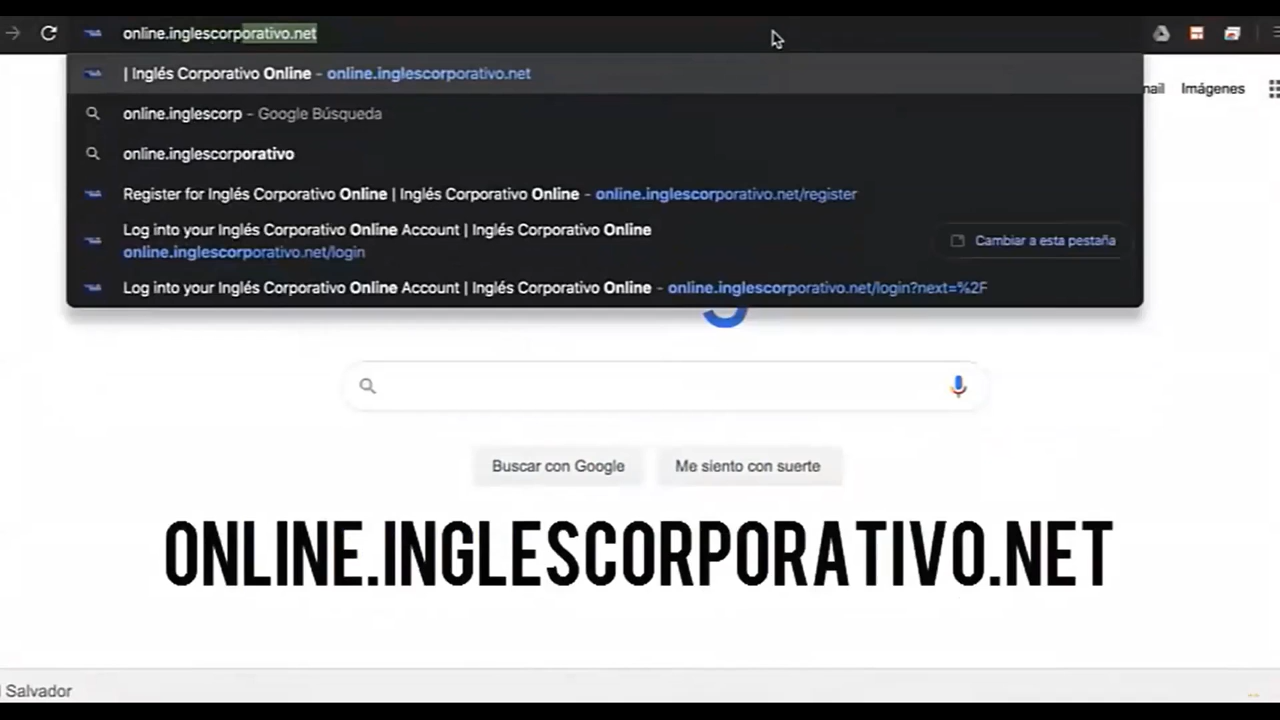 online.inglescorporativo.net
| Inglés Corporativo Online - online.inglescorporativo.net
online.inglescorp - Google Búsqueda
online.inglescorporativo
Register for Inglés Corporativo Online | Inglés Corporativo Online - online.inglescorporativo.net/register
Log into your Inglés Corporativo Online Account | Inglés Corporativo Online
online.inglescorporativo.net/login
Cambiar a esta pestaña
Log into your Inglés Corporativo Online Account | Inglés Corporativo Online - online.inglescorporativo.net/login?next=%2F
Imágenes
Buscar con Google
Me siento con suerte
ONLINE.INGLESCORPORATIVO.NET
Salvador